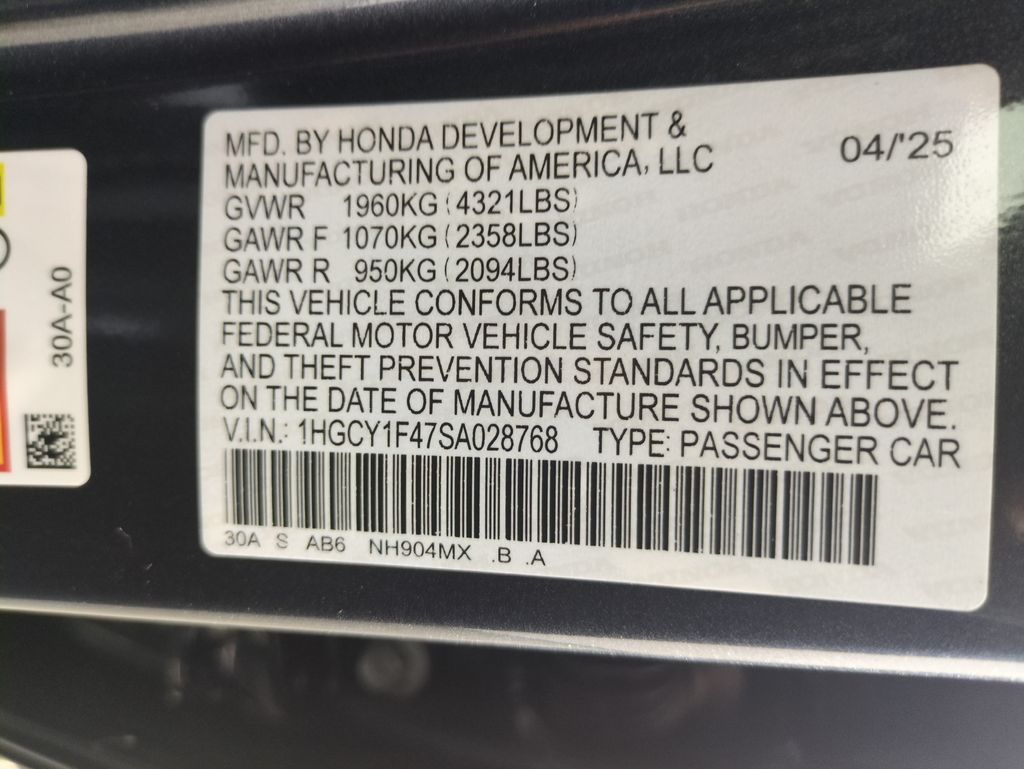 MFD. BY HONDA DEVELOPMENT &
MANUFACTURING OF AMERICA, LLC 04/'25
GVWR 1960KG (4321LBS)
GAWR F 1070KG (2358LBS)
GAWR R 950KG (2094LBS)
THIS VEHICLE CONFORMS TO ALL APPLICABLE
FEDERAL MOTOR VEHICLE SAFETY, BUMPER,
AND THEFT PREVENTION STANDARDS IN EFFECT
ON THE DATE OF MANUFACTURE SHOWN ABOVE.
V.I.N.: 1HGCY1F47SA028768 TYPE: PASSENGER CAR
30A S AB6 NH904MX .B .A
30A-A0